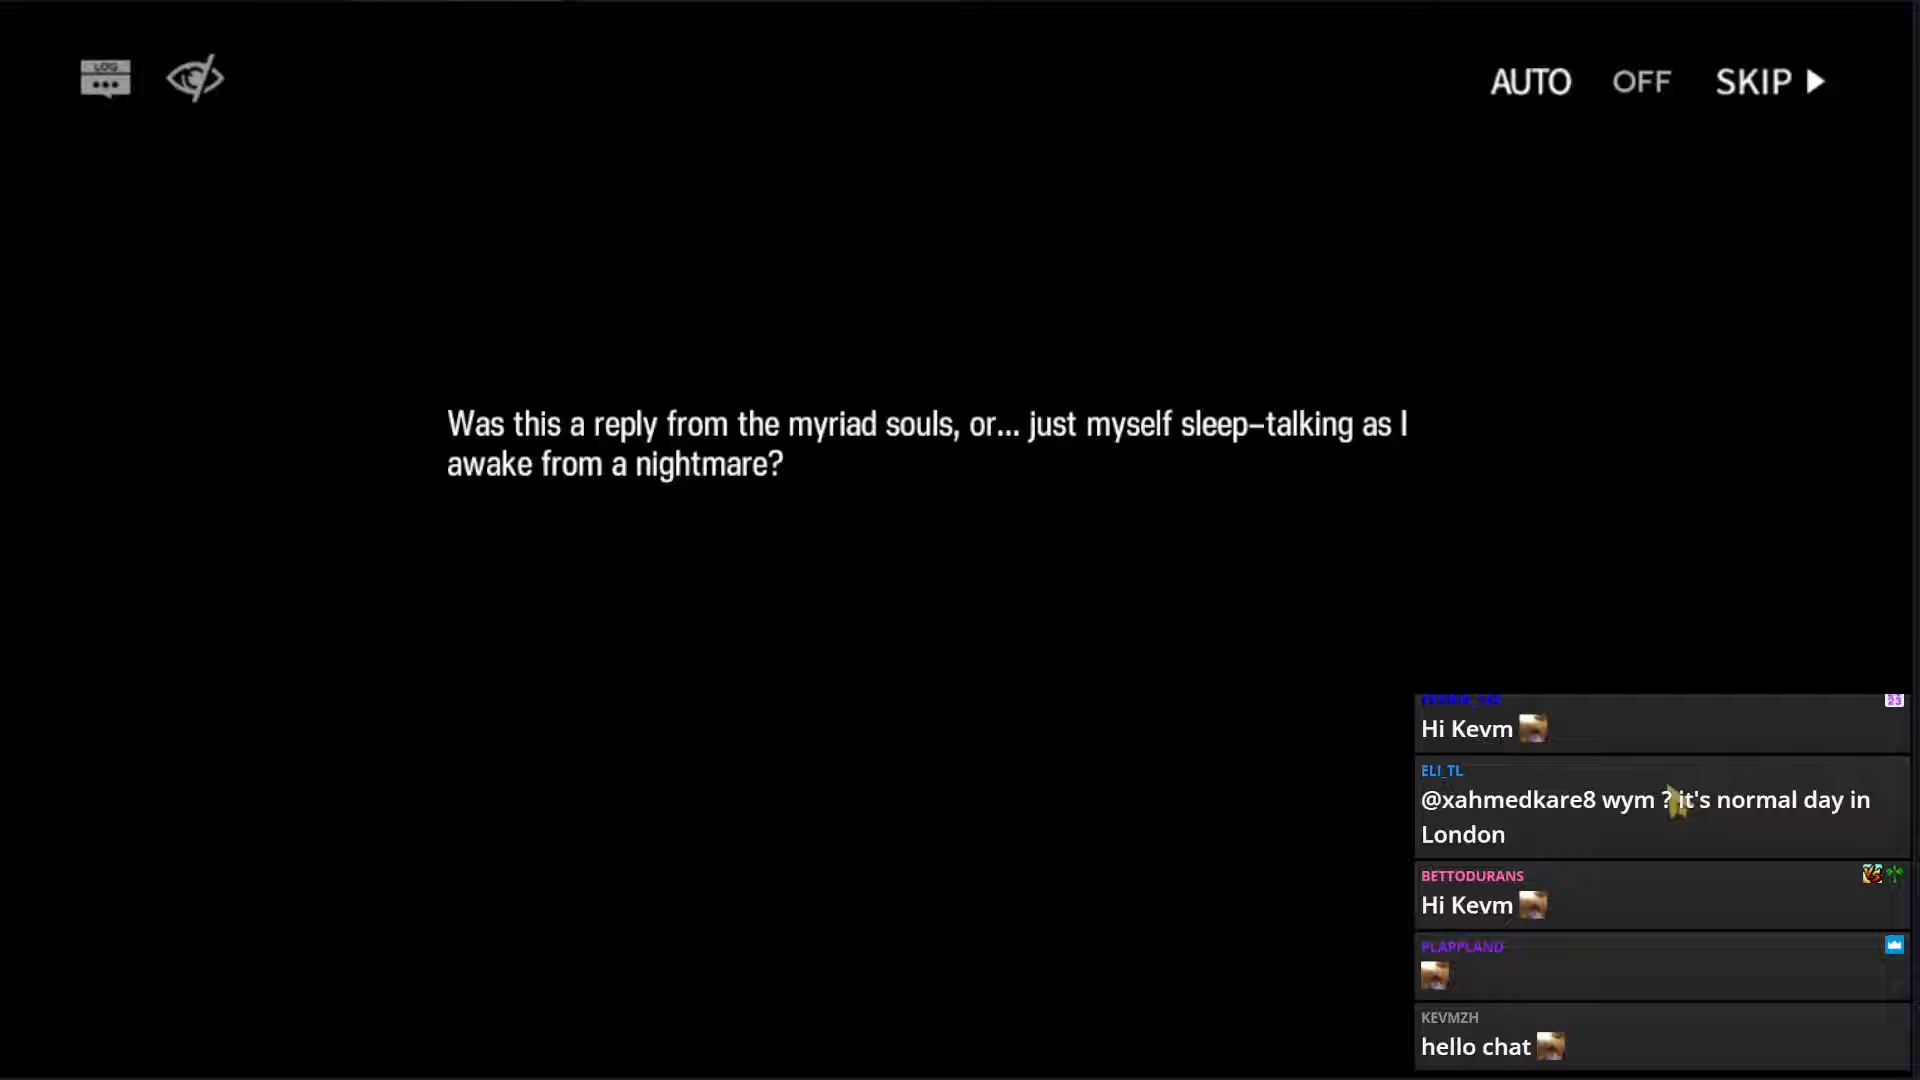 LOG
AUTO OFF SKIP
Was this a reply from the myriad souls, or... just myself sleep-talking as I
awake from a nightmare?
23
Hi Kevm
ELI_TL
@xahmedkare8 wym ? it's normal day in
London
BETTODURANS
Hi Kevm
PLAPPLAND
KEVMZH
hello chat